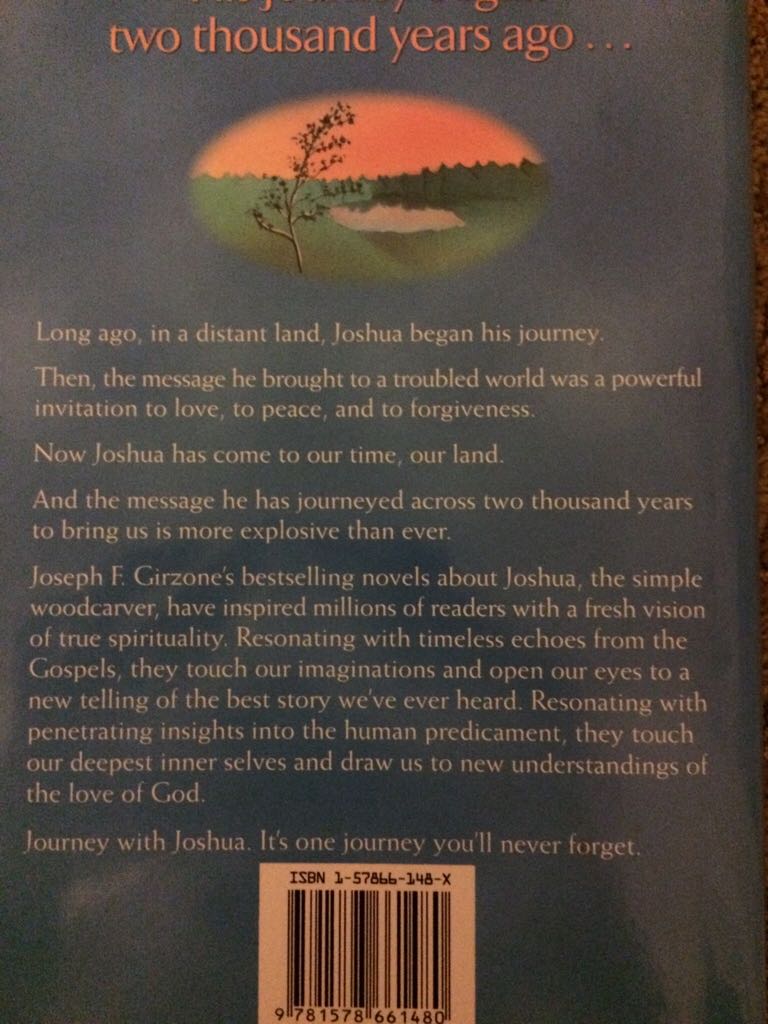 two thousand years ago . . .
Long ago, in a distant land, Joshua began his journey.
Then, the message he brought to a troubled world was a powerful
invitation to love, to peace, and to forgiveness.
Now Joshua has come to our time, our land.
And the message he has journeyed across two thousand years
to bring us is more explosive than ever.
Joseph F. Girzone's bestselling novels about Joshua, the simple
woodcarver, have inspired millions of readers with a fresh vision
of true spirituality. Resonating with timeless echoes from the
Gospels, they touch our imaginations and open our eyes to a
new telling of the best story we've ever heard. Resonating with
penetrating insights into the human predicament, they touch
our deepest inner selves and draw us to new understandings of
the love of God.
Journey with Joshua. It's one journey you'll never forget.
ISBN 1-57866-148-X
9 781578 661480